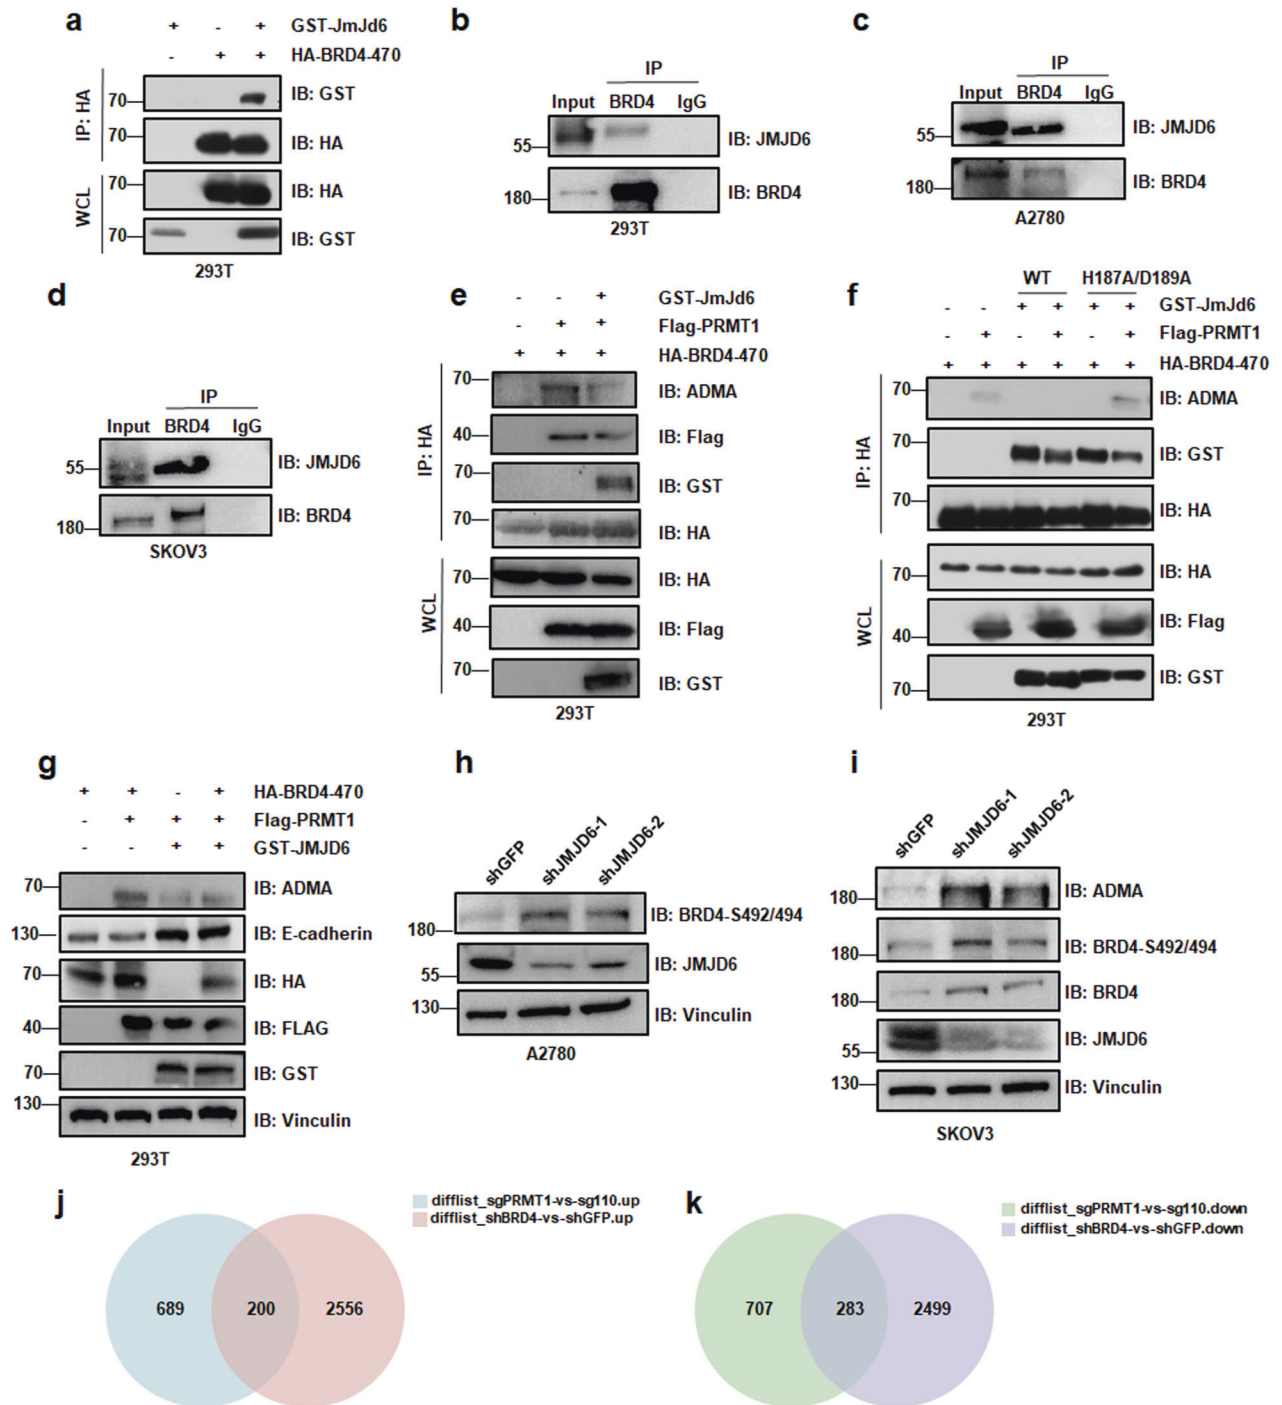 a
+ - + GST-JmJd6
- + + HA-BRD4-470
IP: HA
70 IB: GST
70 IB: HA
WCL
70 IB: HA
70 IB: GST
293T
b
IP
Input BRD4 IgG
55 IB: JMJD6
180 IB: BRD4
293T
c
IP
Input BRD4 IgG
55 IB: JMJD6
180 IB: BRD4
A2780
d
IP
Input BRD4 IgG
55 IB: JMJD6
180 IB: BRD4
SKOV3
e
- - + GST-JmJd6
- + + Flag-PRMT1
+ + + HA-BRD4-470
IP: HA
70 IB: ADMA
40 IB: Flag
70 IB: GST
70 IB: HA
WCL
70 IB: HA
40 IB: Flag
70 IB: GST
293T
f
WT H187A/D189A
- - + + + + GST-JmJd6
- + - + - + Flag-PRMT1
+ + + + + + HA-BRD4-470
IP: HA
70 IB: ADMA
70 IB: GST
70 IB: HA
WCL
70 IB: HA
40 IB: Flag
70 IB: GST
293T
g
+ + - + HA-BRD4-470
- + + + Flag-PRMT1
- - + + GST-JMJD6
70 IB: ADMA
130 IB: E-cadherin
70 IB: HA
40 IB: FLAG
70 IB: GST
130 IB: Vinculin
293T
h
shGFP shJMJD6-1 shJMJD6-2
180 IB: BRD4-S492/494
55 IB: JMJD6
130 IB: Vinculin
A2780
i
shGFP shJMJD6-1 shJMJD6-2
180 IB: ADMA
180 IB: BRD4-S492/494
180 IB: BRD4
55 IB: JMJD6
130 IB: Vinculin
SKOV3
j
difflist_sgPRMT1-vs-sg110.up
difflist_shBRD4-vs-shGFP.up
689 200 2556
k
difflist_sgPRMT1-vs-sg110.down
difflist_shBRD4-vs-shGFP.down
707 283 2499